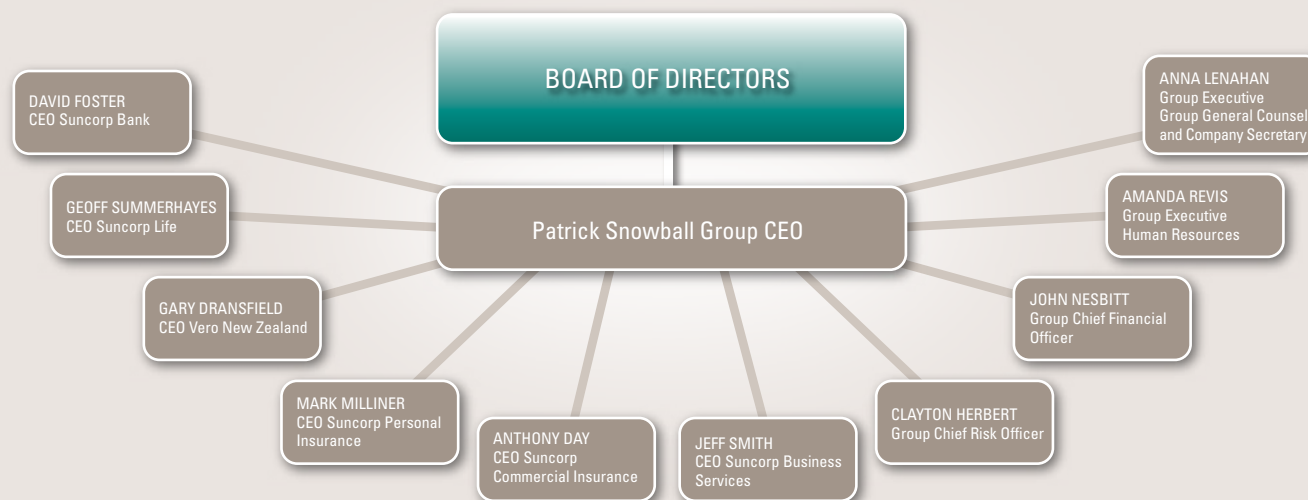 BOARD OF DIRECTORS
Patrick Snowball Group CEO
DAVID FOSTER
CEO Suncorp Bank
GEOFF SUMMERHAYES
CEO Suncorp Life
GARY DRANSFIELD
CEO Vero New Zealand
MARK MILLINER
CEO Suncorp Personal
Insurance
ANTHONY DAY
CEO Suncorp
Commercial Insurance
JEFF SMITH
CEO Suncorp Business
Services
CLAYTON HERBERT
Group Chief Risk Officer
JOHN NESBITT
Group Chief Financial
Officer
AMANDA REVIS
Group Executive
Human Resources
ANNA LENAHAN
Group Executive
Group General Counsel
and Company Secretary